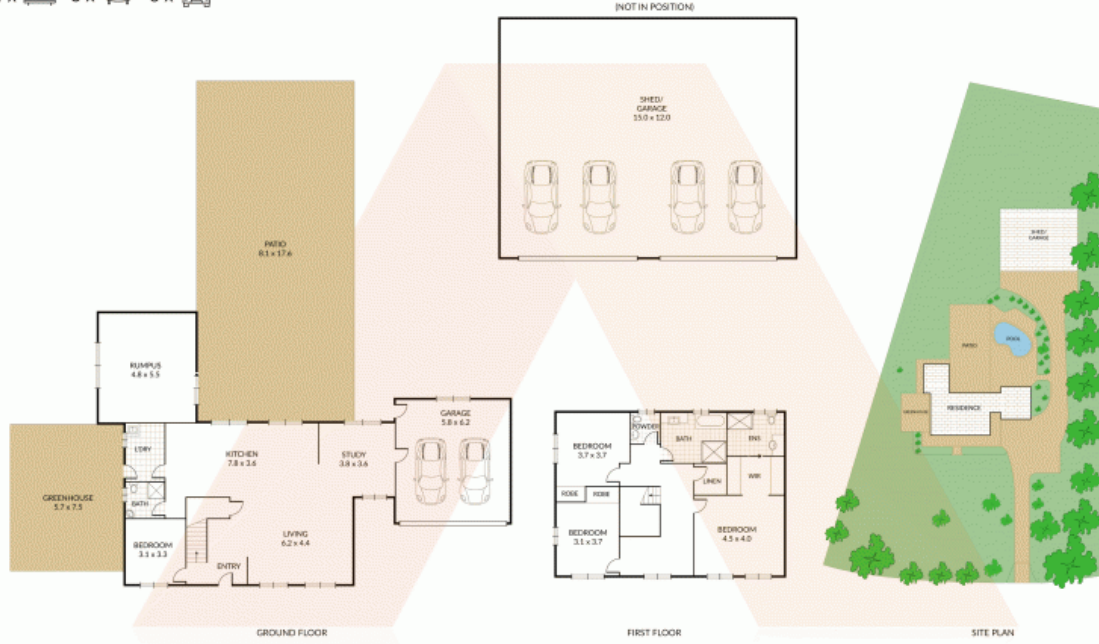 (NOT IN POSITION)
SHED/
GARAGE
15.0 x 12.0
PATIO
8.1 x 17.6
RUMPUS
4.8 x 5.5
GARAGE
5.8 x 6.2
L'DRY
KITCHEN
7.8 x 3.6
STUDY
3.8 x 3.6
GREENHOUSE
5.7 x 7.5
BATH
BEDROOM
3.1 x 3.3
LIVING
6.2 x 4.4
ENTRY
GROUND FLOOR
POWDER
BATH
ENS
BEDROOM
3.7 x 3.7
LINEN
WIR
ROBE
ROBE
BEDROOM
3.1 x 3.7
BEDROOM
4.5 x 4.0
FIRST FLOOR
SHED/
GARAGE
PATIO
POOL
RESIDENCE
SITE PLAN